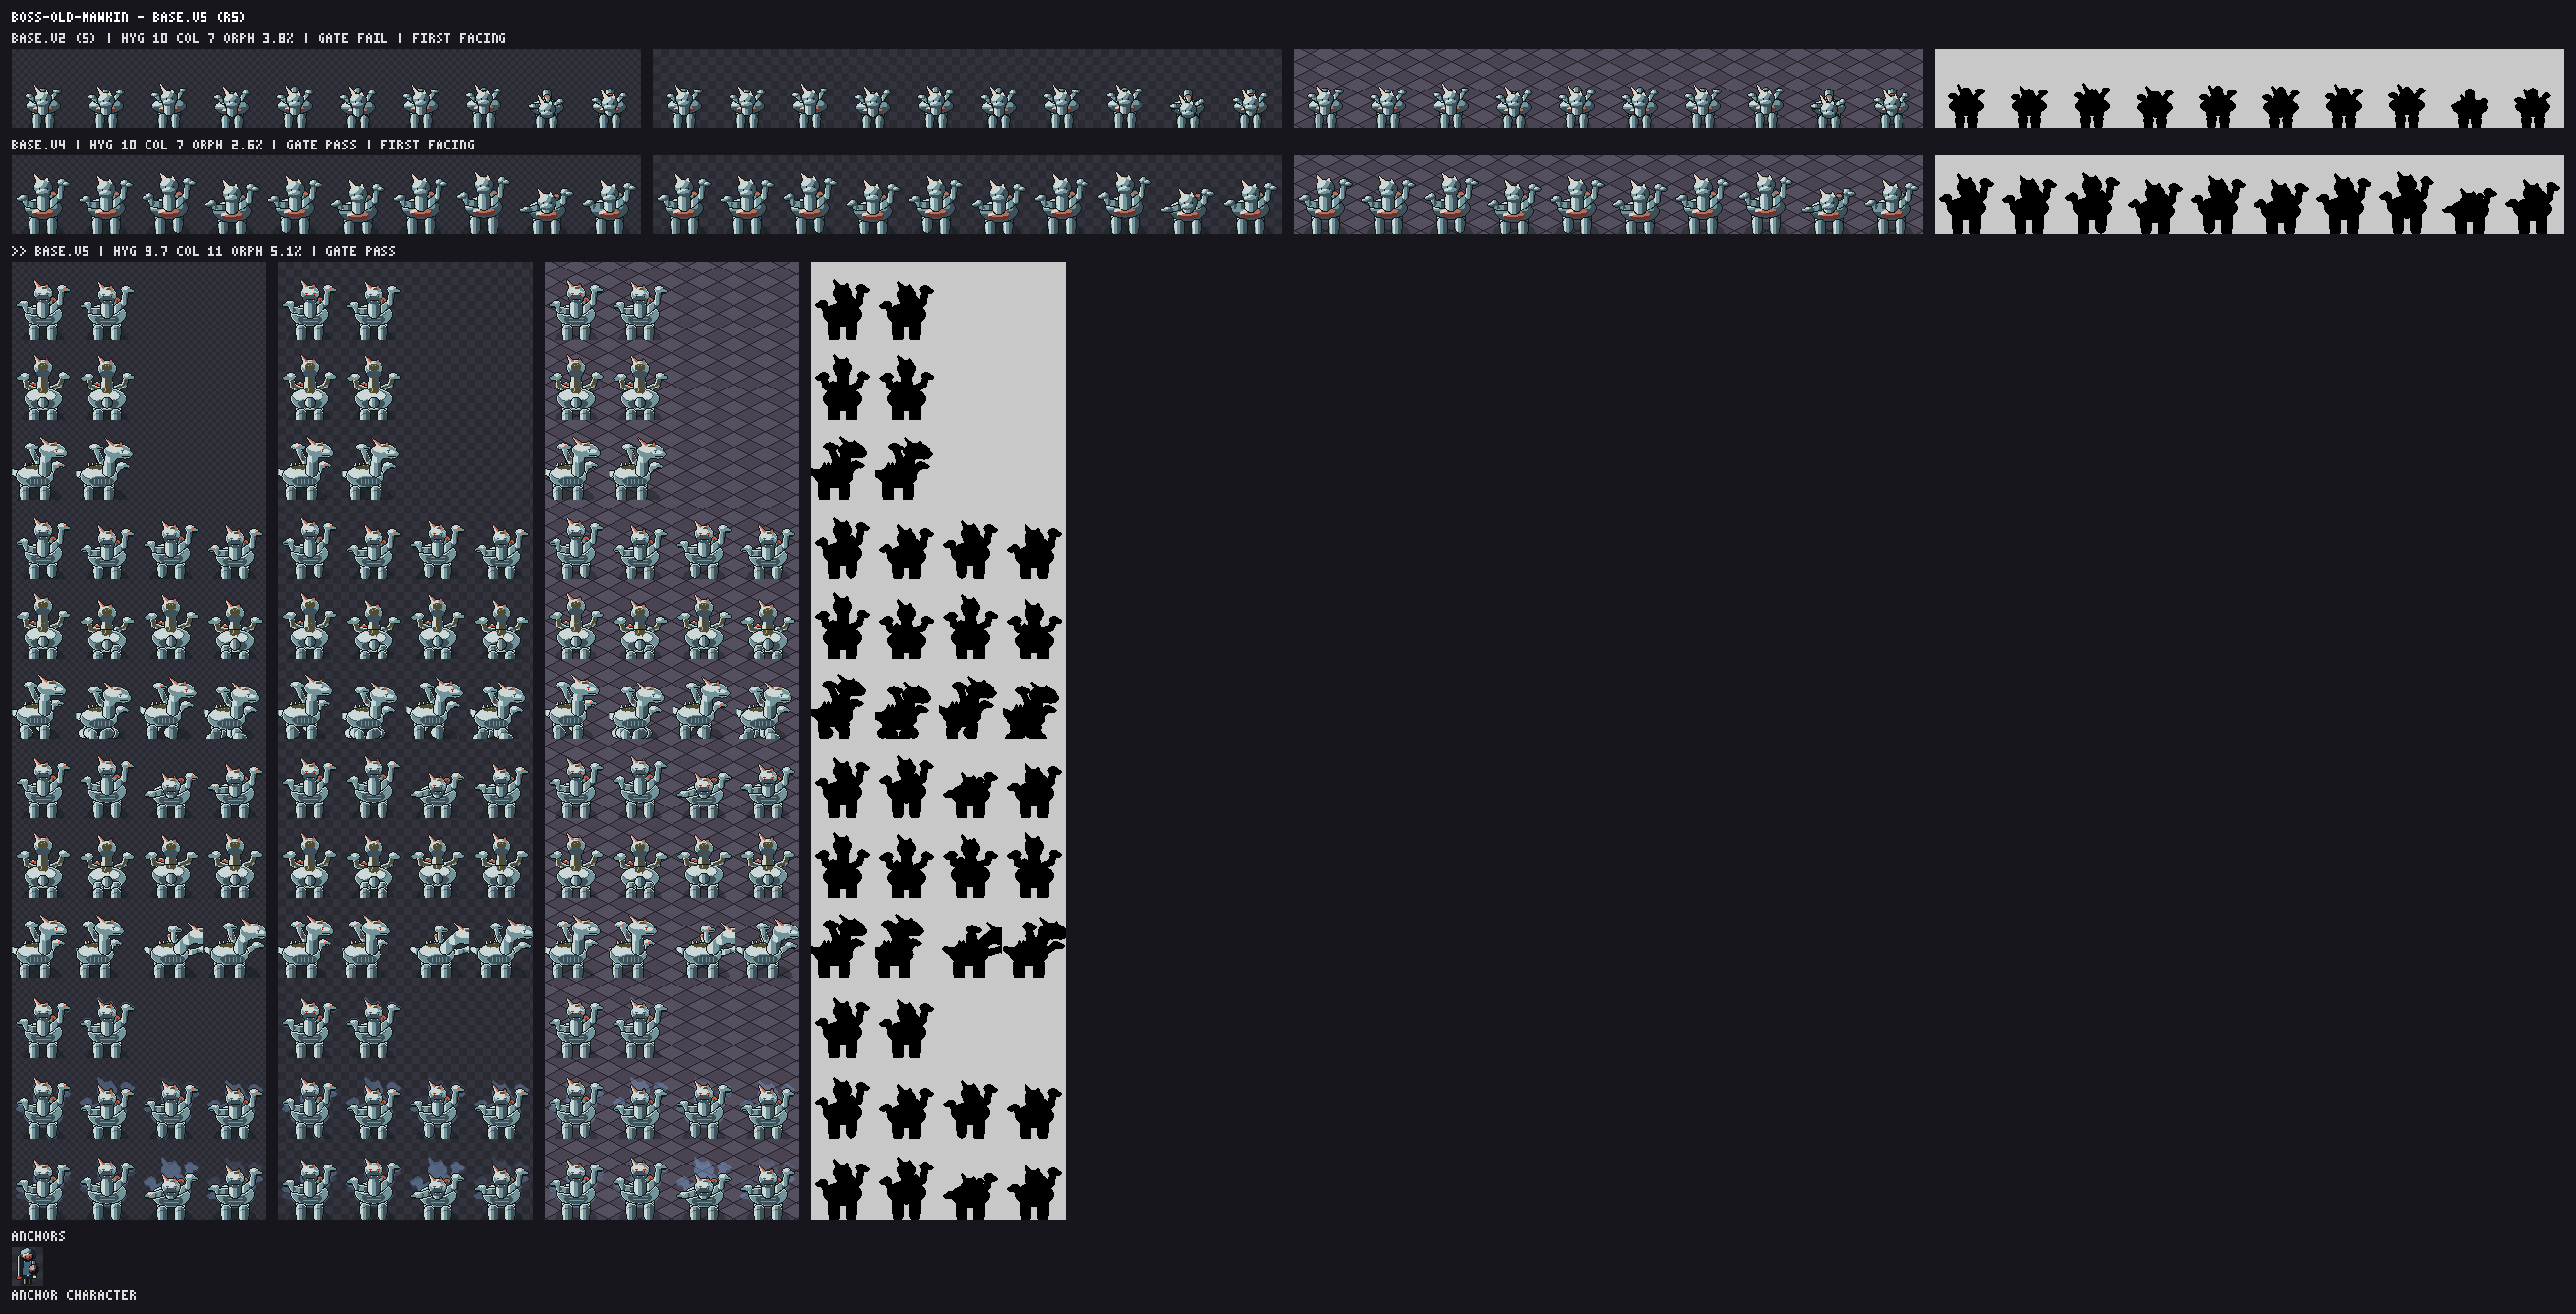 BOSS-OLD-MAWKIN - BASE.V5 (R5)
BASE.V2 (S) | HYG 10 COL 7 ORPH 3.8% | GATE FAIL | FIRST FACING
BASE.V4 | HYG 10 COL 7 ORPH 2.6% | GATE PASS | FIRST FACING
>> BASE.V5 | HYG 9.7 COL 11 ORPH 5.1% | GATE PASS
ANCHORS
ANCHOR CHARACTER